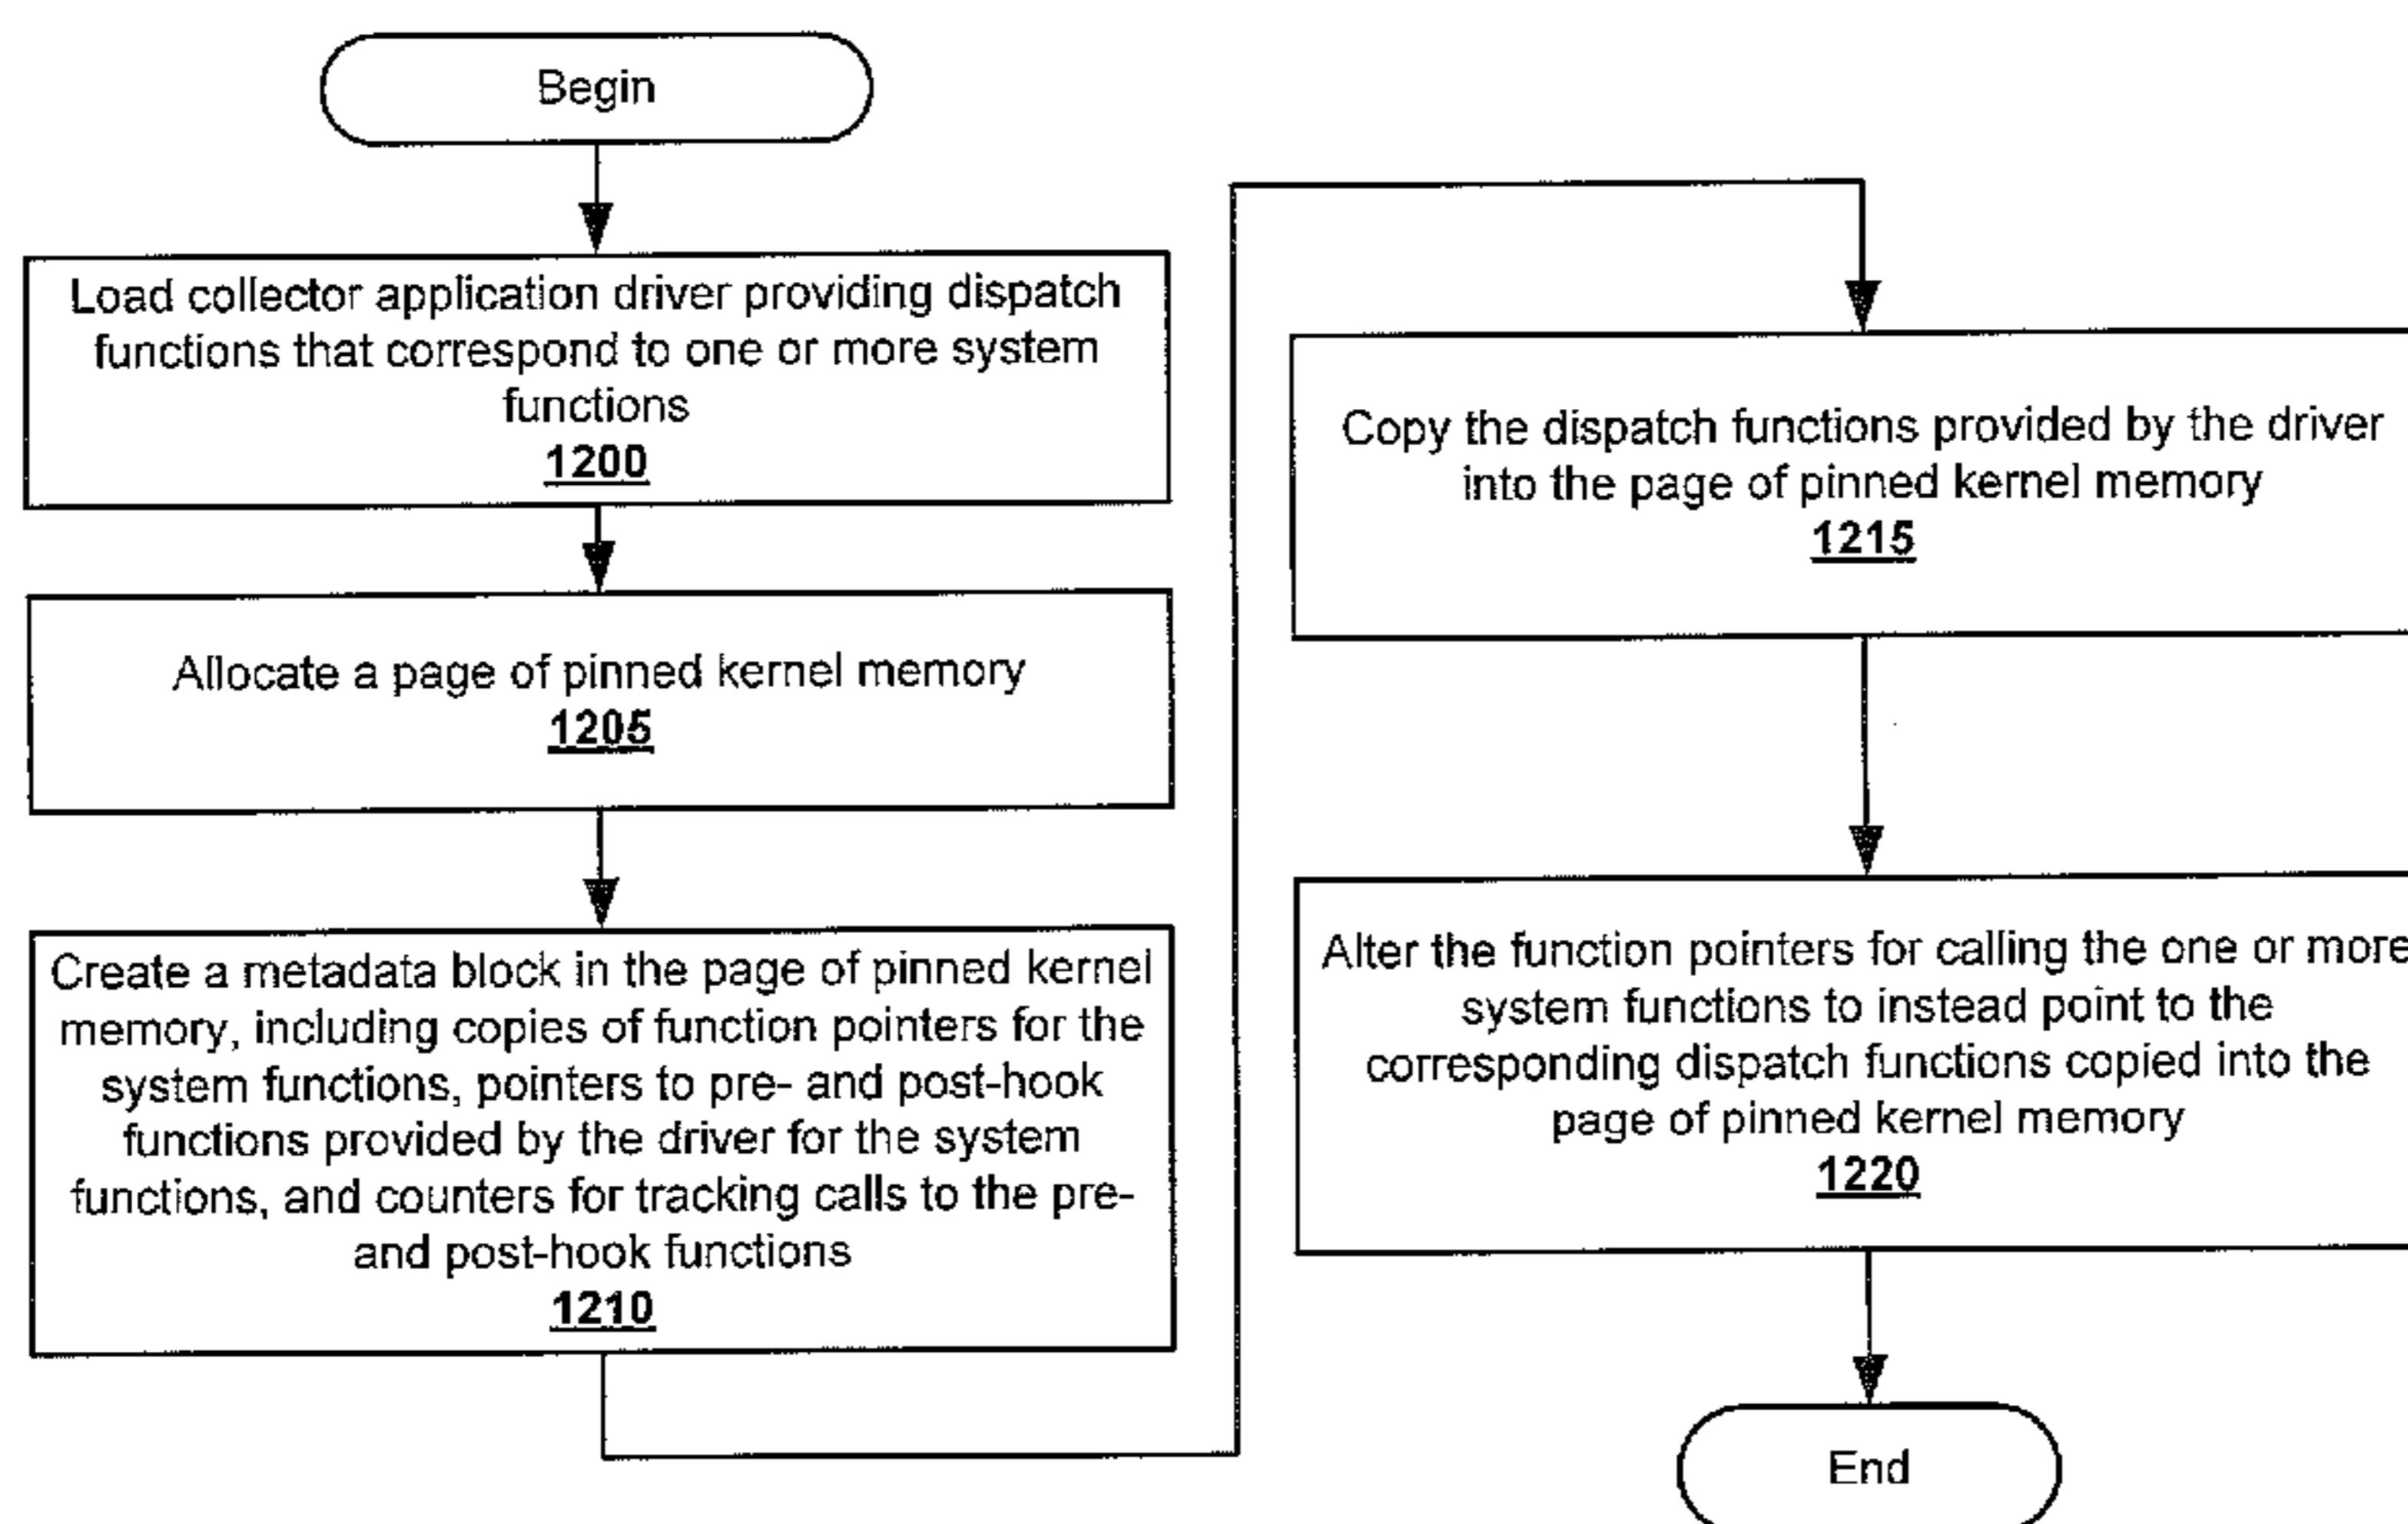 Begin
Load collector application driver providing dispatch
functions that correspond to one or more system
functions
1200
Allocate a page of pinned kernel memory
1205
Create a metadata block in the page of pinned kernel
memory, including copies of function pointers for the
system functions, pointers to pre- and post-hook
functions provided by the driver for the system
functions, and counters for tracking calls to the pre-
and post-hook functions
1210
Copy the dispatch functions provided by the driver
into the page of pinned kernel memory
1215
Alter the function pointers for calling the one or more
system functions to instead point to the
corresponding dispatch functions copied into the
page of pinned kernel memory
1220
End